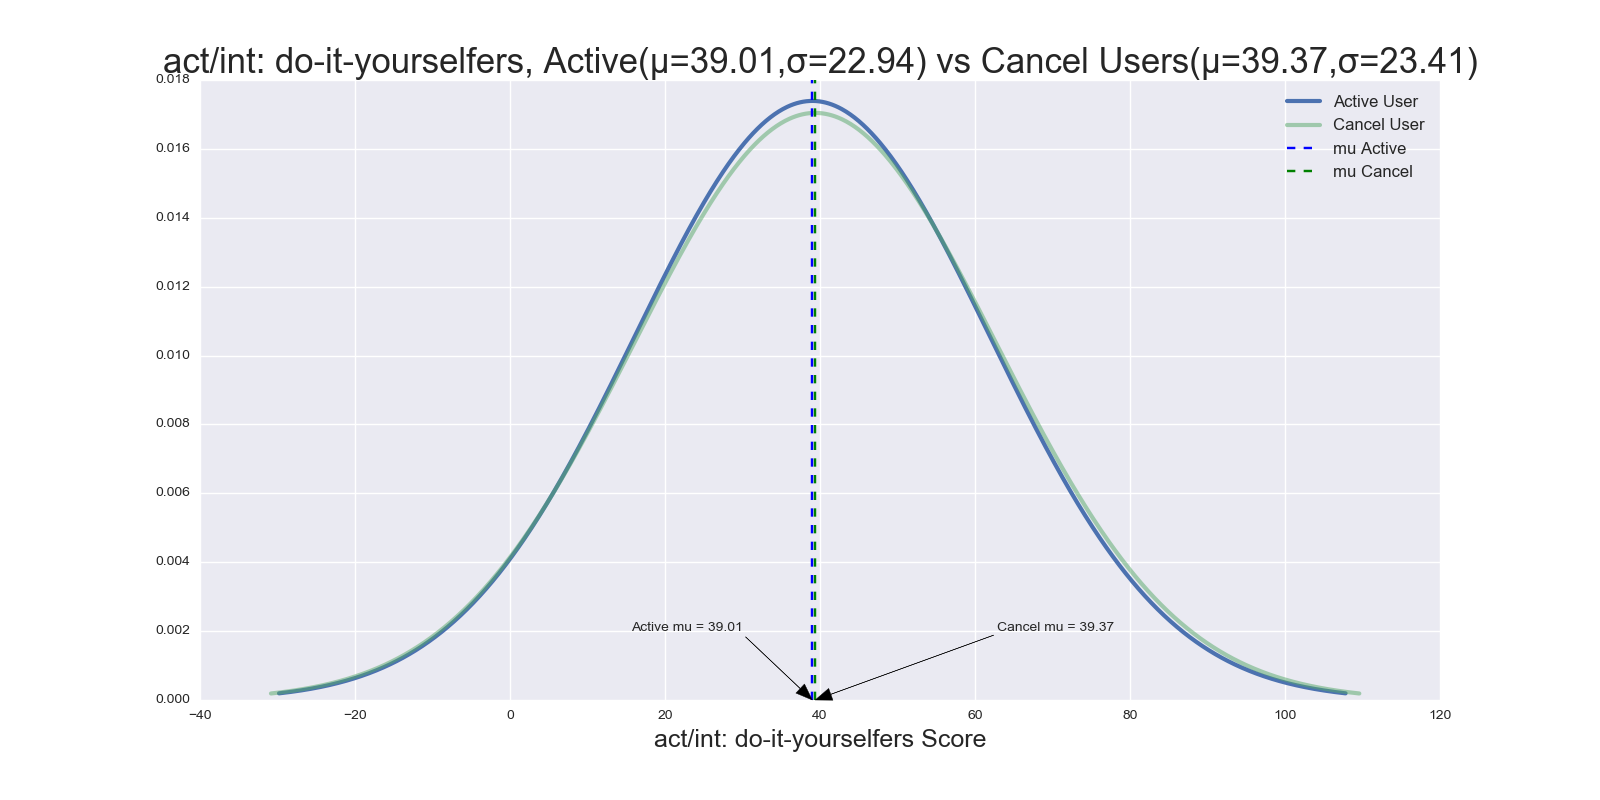 act/int: do-it-yourselfers, Active(μ=39.01,σ=22.94) vs Cancel Users(μ=39.37,σ=23.41)
0.018
0.016
0.014
0.012
0.010
0.008
0.006
0.004
0.002
0.000
Active User
Cancel User
mu Active
mu Cancel
Active mu = 39.01
Cancel mu = 39.37
−40 −20 0 20 40 60 80 100 120
act/int: do-it-yourselfers Score